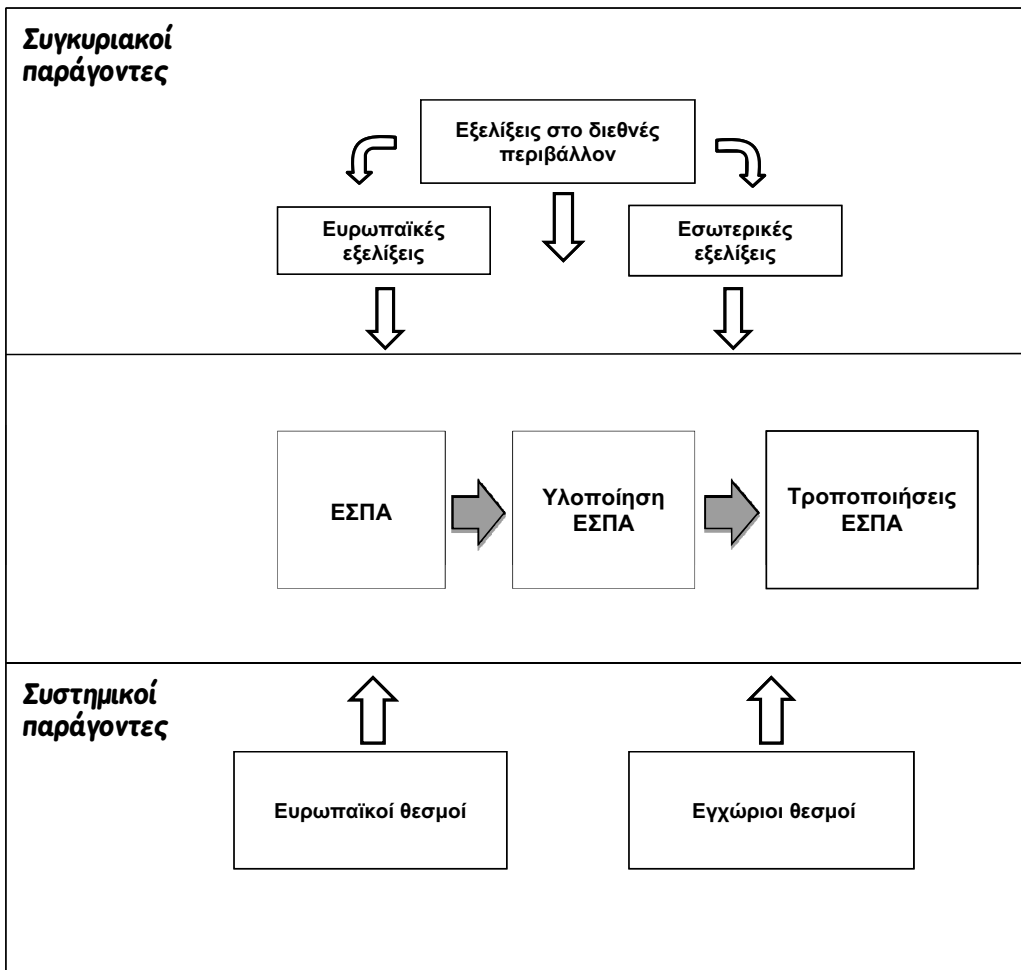 Συγκυριακοί
παράγοντες
Εξελίξεις στο διεθνές
περιβάλλον
Ευρωπαϊκές
εξελίξεις
Εσωτερικές
εξελίξεις
ΕΣΠΑ
Υλοποίηση
ΕΣΠΑ
Τροποποιήσεις
ΕΣΠΑ
Συστημικοί
παράγοντες
Ευρωπαϊκοί θεσμοί
Εγχώριοι θεσμοί